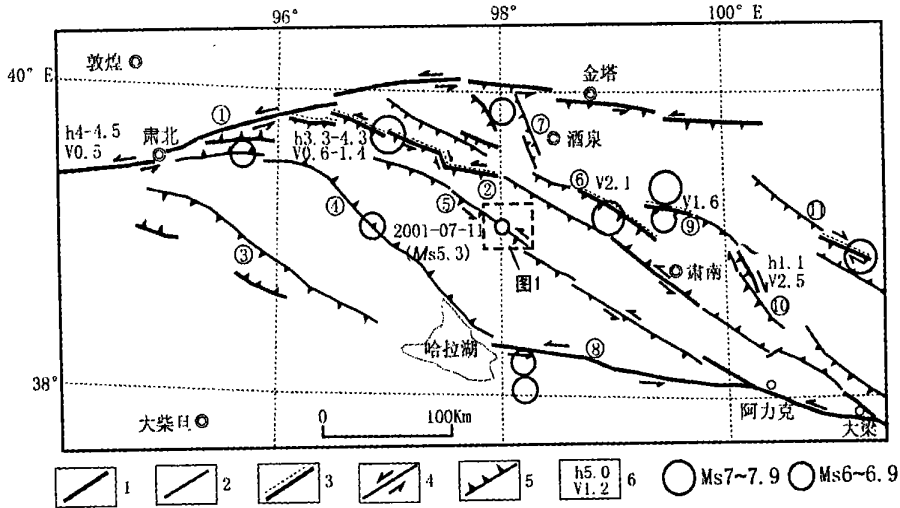 96° 98° 100° E
40° E
38°
敦煌
金塔
①
⑦
酒泉
h4-4.5
V0.5
肃北
h3.3-4.3
V0.6-1.4
②
⑥
V2.1
V1.6
⑨
⑪
④
⑤
2001-07-11
(Ms5.3)
③
图1
肃南
h1.1
V2.5
⑩
哈拉湖
⑧
阿力克
大梁
大柴旦
0 100Km
1
2
3
4
5
h5.0
V1.2
6
Ms7~7.9
Ms6~6.9